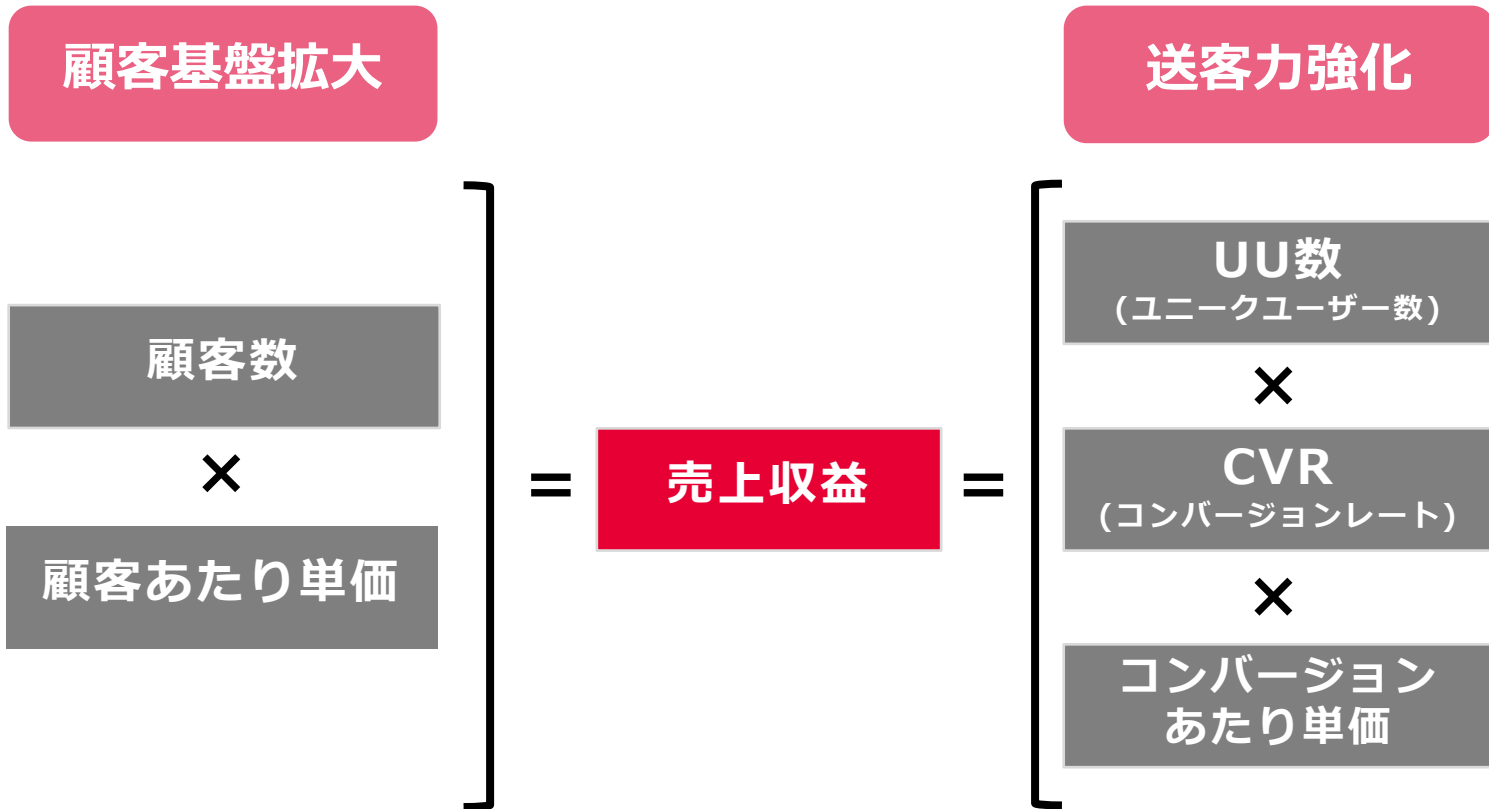 顧客基盤拡大
顧客数
×
顧客あたり単価
=
売上収益
=
送客力強化
UU数
(ユニークユーザー数)
×
CVR
(コンバージョンレート)
×
コンバージョン
あたり単価